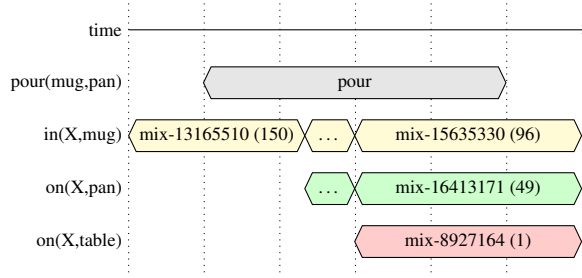 time
pour(mug,pan) pour
in(X,mug) mix-13165510 (150) ... mix-15635330 (96)
on(X,pan) ... mix-16413171 (49)
on(X,table) mix-8927164 (1)